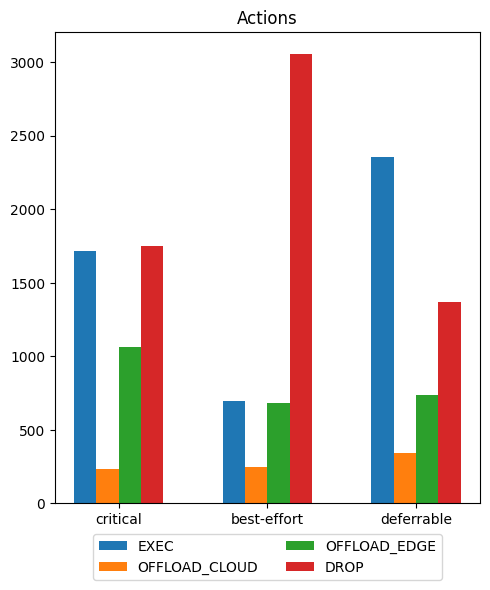 Actions
3000
2500
2000
1500
1000
500
0
critical best-effort deferrable
EXEC OFFLOAD_EDGE
OFFLOAD_CLOUD DROP